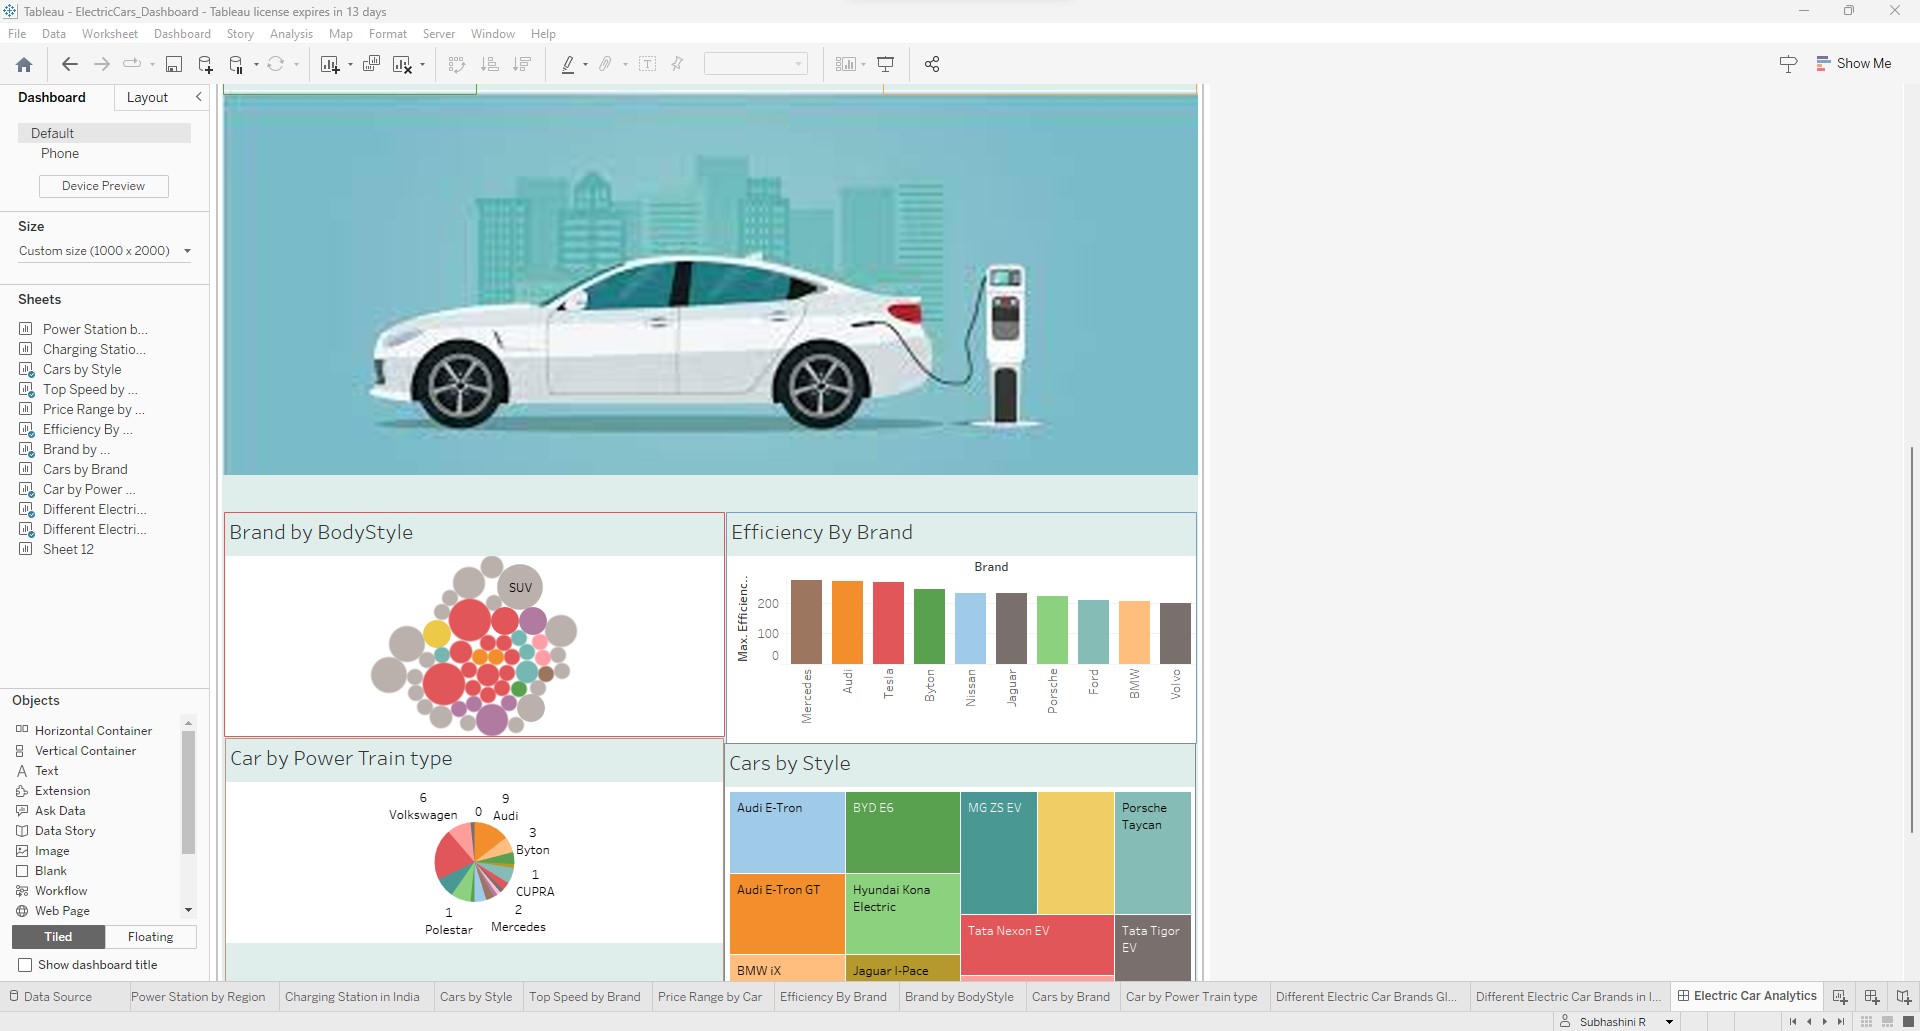 Tableau - ElectricCars_Dashboard - Tableau license expires in 13 days
File Data Worksheet Dashboard Story Analysis Map Format Server Window Help
Show Me
Dashboard Layout
Default
Phone
Device Preview
Size
Custom size (1000 x 2000)
Sheets
Power Station b...
Charging Statio...
Cars by Style
Top Speed by ...
Price Range by ...
Efficiency By ...
Brand by ...
Cars by Brand
Car by Power ...
Different Electri...
Different Electri...
Sheet 12
Objects
Horizontal Container
Vertical Container
Text
Extension
Ask Data
Data Story
Image
Blank
Workflow
Web Page
Tiled Floating
Show dashboard title
Brand by BodyStyle
SUV
Efficiency By Brand
Brand
Max. Efficienc..
200
100
0
Mercedes
Audi
Tesla
Byton
Nissan
Jaguar
Porsche
Ford
BMW
Volvo
Car by Power Train type
6
Volkswagen
0
9
Audi
3
Byton
1
CUPRA
2
Mercedes
1
Polestar
Cars by Style
Audi E-Tron
BYD E6
MG ZS EV
Porsche
Taycan
Audi E-Tron GT
Hyundai Kona
Electric
Tata Nexon EV
Tata Tigor
EV
BMW iX
Jaguar I-Pace
Data Source Power Station by Region Charging Station in India Cars by Style Top Speed by Brand Price Range by Car Efficiency By Brand Brand by BodyStyle Cars by Brand Car by Power Train type Different Electric Car Brands Gl... Different Electric Car Brands in I... Electric Car Analytics
Subhashini R